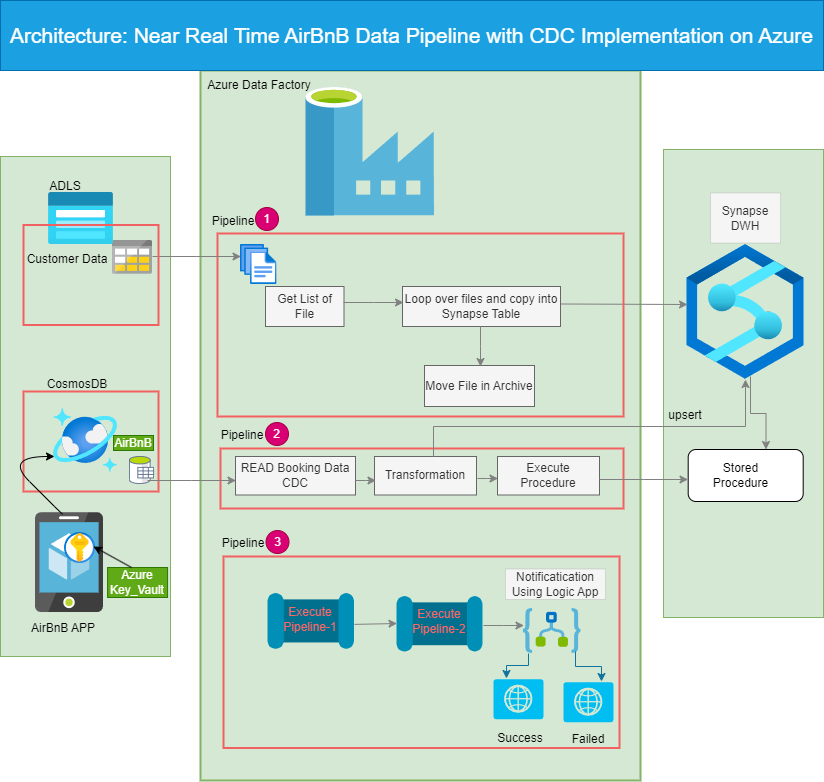 Architecture: Near Real Time AirBnB Data Pipeline with CDC Implementation on Azure
Azure Data Factory
ADLS
Customer Data
CosmosDB
AirBnB
Azure
Key_Vault
AirBnB APP
Pipeline 1
Get List of
File
Loop over files and copy into
Synapse Table
Move File in Archive
Pipeline 2
READ Booking Data
CDC
Transformation
Execute
Procedure
upsert
Pipeline 3
Execute
Pipeline-1
Execute
Pipeline-2
Notificatication
Using Logic App
Success
Failed
Synapse
DWH
Stored
Procedure